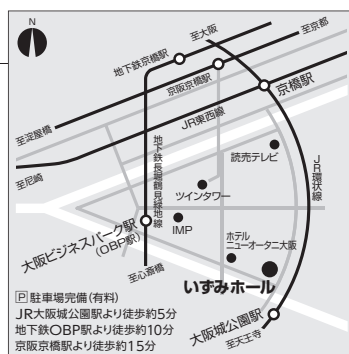 N
至大阪
至京都
地下鉄京橋駅
京阪京橋駅
京橋駅
至淀屋橋
JR東西線
至尼崎
地下鉄長堀鶴見緑地線
読売テレビ
JR環状線
ツインタワー
IMP
大阪ビジネスパーク駅
(OBP駅)
ホテル
ニューオータニ大阪
至心斎橋
いずみホール
P 駐車場完備(有料)
JR大阪城公園駅より徒歩約5分
地下鉄OBP駅より徒歩約10分
京阪京橋駅より徒歩約15分
大阪城公園駅
至天王寺